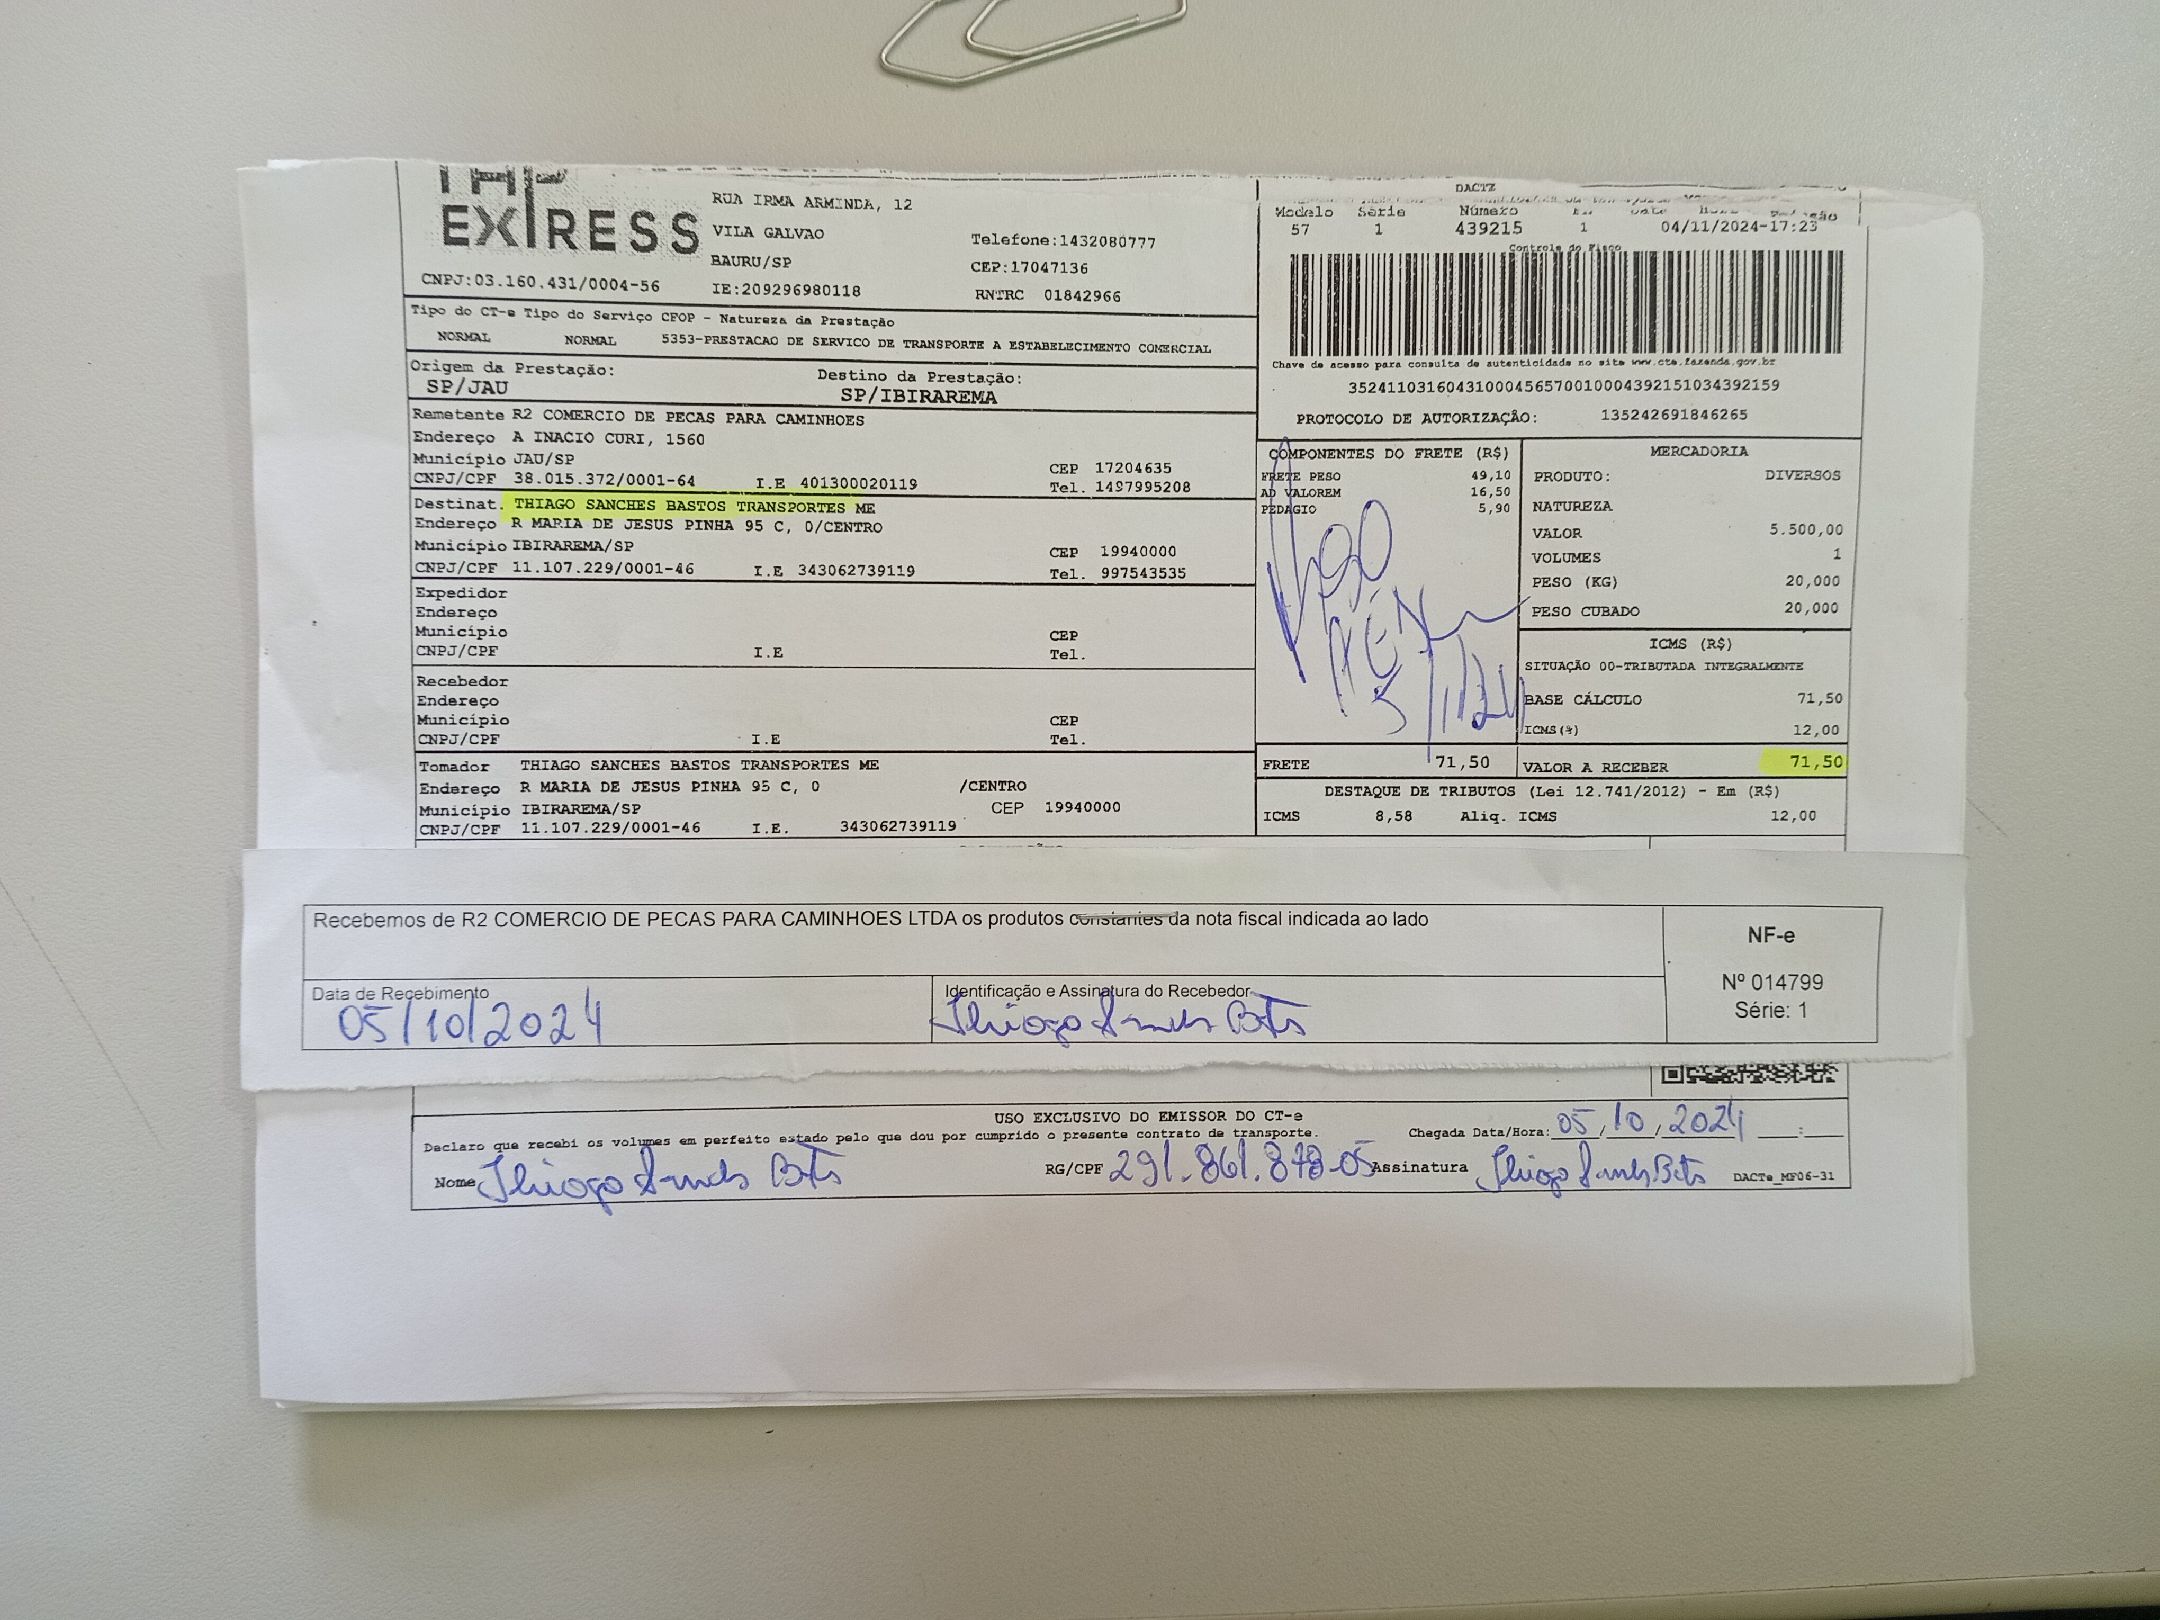 EXPRESS
CNPJ:03.160.431/0004-56
RUA IRMA ARMINDA, 12
VILA GALVAO
BAURU/SP
IE:209296980118
Telefone:1432080777
CEP:17047136
RNTRC 01842966
DACTE
Modelo Série Número
57 1 439215 1 04/11/2024-17:23
Controle do Fisco
Chave de acesso para consulta de autenticidade no site www.cte.fazenda.gov.br
35241103160431000456570010004392151034392159
PROTOCOLO DE AUTORIZAÇÃO: 135242691846265
Tipo do CT-e Tipo do Serviço CFOP - Natureza da Prestação
NORMAL NORMAL 5353-PRESTACAO DE SERVICO DE TRANSPORTE A ESTABELECIMENTO COMERCIAL
Origem da Prestação: Destino da Prestação:
SP/JAU SP/IBIRAREMA
Remetente R2 COMERCIO DE PECAS PARA CAMINHOES
Endereço A INACIO CURI, 1560
Município JAU/SP CEP 17204635
CNPJ/CPF 38.015.372/0001-64 I.E 401300020119 Tel. 1497995208
Destinat. THIAGO SANCHES BASTOS TRANSPORTES ME
Endereço R MARIA DE JESUS PINHA 95 C, 0/CENTRO
Município IBIRAREMA/SP CEP 19940000
CNPJ/CPF 11.107.229/0001-46 I.E 343062739119 Tel. 997543535
Expedidor
Endereço
Município CEP
CNPJ/CPF I.E Tel.
Recebedor
Endereço
Município CEP
CNPJ/CPF I.E Tel.
Tomador THIAGO SANCHES BASTOS TRANSPORTES ME
Endereço R MARIA DE JESUS PINHA 95 C, 0 /CENTRO
Município IBIRAREMA/SP CEP 19940000
CNPJ/CPF 11.107.229/0001-46 I.E. 343062739119
COMPONENTES DO FRETE (R$)
FRETE PESO 49,10
AD VALOREM 16,50
PEDAGIO 5,90
5/11/24
FRETE 71,50
MERCADORIA
PRODUTO: DIVERSOS
NATUREZA
VALOR 5.500,00
VOLUMES 1
PESO (KG) 20,000
PESO CUBADO 20,000
ICMS (R$)
SITUAÇÃO 00-TRIBUTADA INTEGRALMENTE
BASE CÁLCULO 71,50
ICMS(%) 12,00
VALOR A RECEBER 71,50
DESTAQUE DE TRIBUTOS (Lei 12.741/2012) - Em (R$)
ICMS 8,58 Aliq. ICMS 12,00
Recebemos de R2 COMERCIO DE PECAS PARA CAMINHOES LTDA os produtos constantes da nota fiscal indicada ao lado
Data de Recebimento
05/10/2024
Identificação e Assinatura do Recebedor
NF-e
Nº 014799
Série: 1
USO EXCLUSIVO DO EMISSOR DO CT-e
Declaro que recebi os volumes em perfeito estado pelo que dou por cumprido o presente contrato de transporte. Chegada Data/Hora: 05/10/2024 __:__
Nome Thiago RG/CPF 291.861.878-05 Assinatura Thiago DACTe_MF06-31